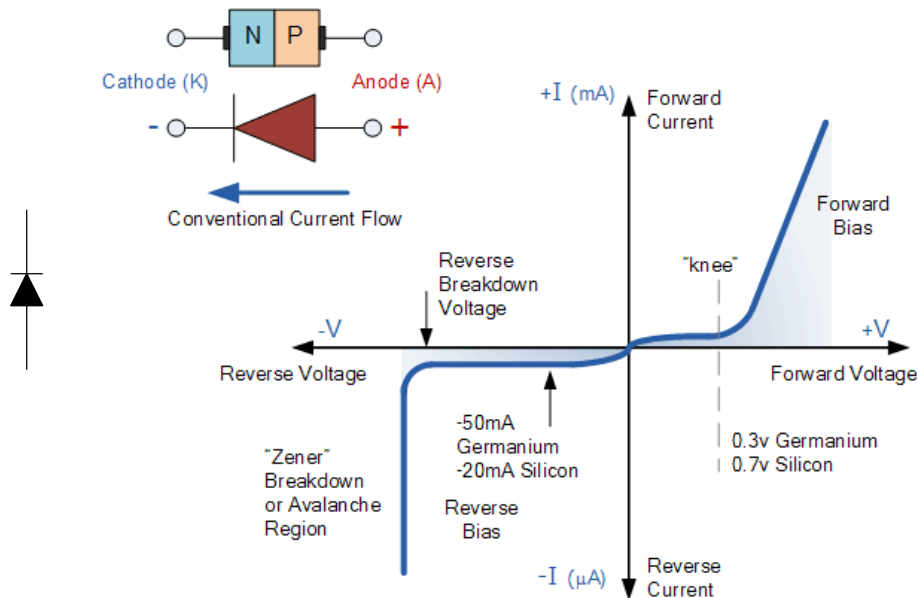 N P
Cathode (K)
Anode (A)
- +
Conventional Current Flow
+I (mA)
Forward
Current
Forward
Bias
"knee"
Reverse
Breakdown
Voltage
-V
+V
Reverse Voltage
Forward Voltage
-50mA
Germanium
-20mA Silicon
0.3v Germanium
0.7v Silicon
"Zener"
Breakdown
or Avalanche
Region
Reverse
Bias
-I (µA)
Reverse
Current